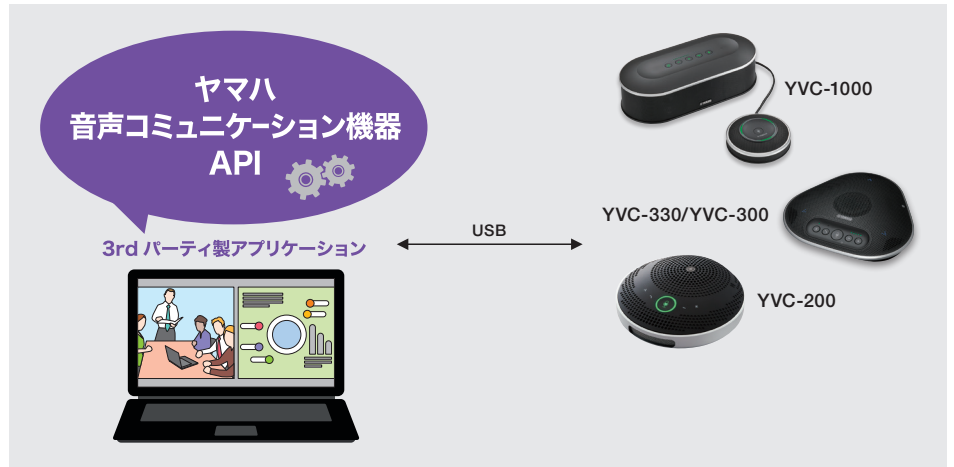 ヤマハ
音声コミュニケーション機器
API
3rd パーティ製アプリケーション
USB
YVC-1000
YVC-330/YVC-300
YVC-200